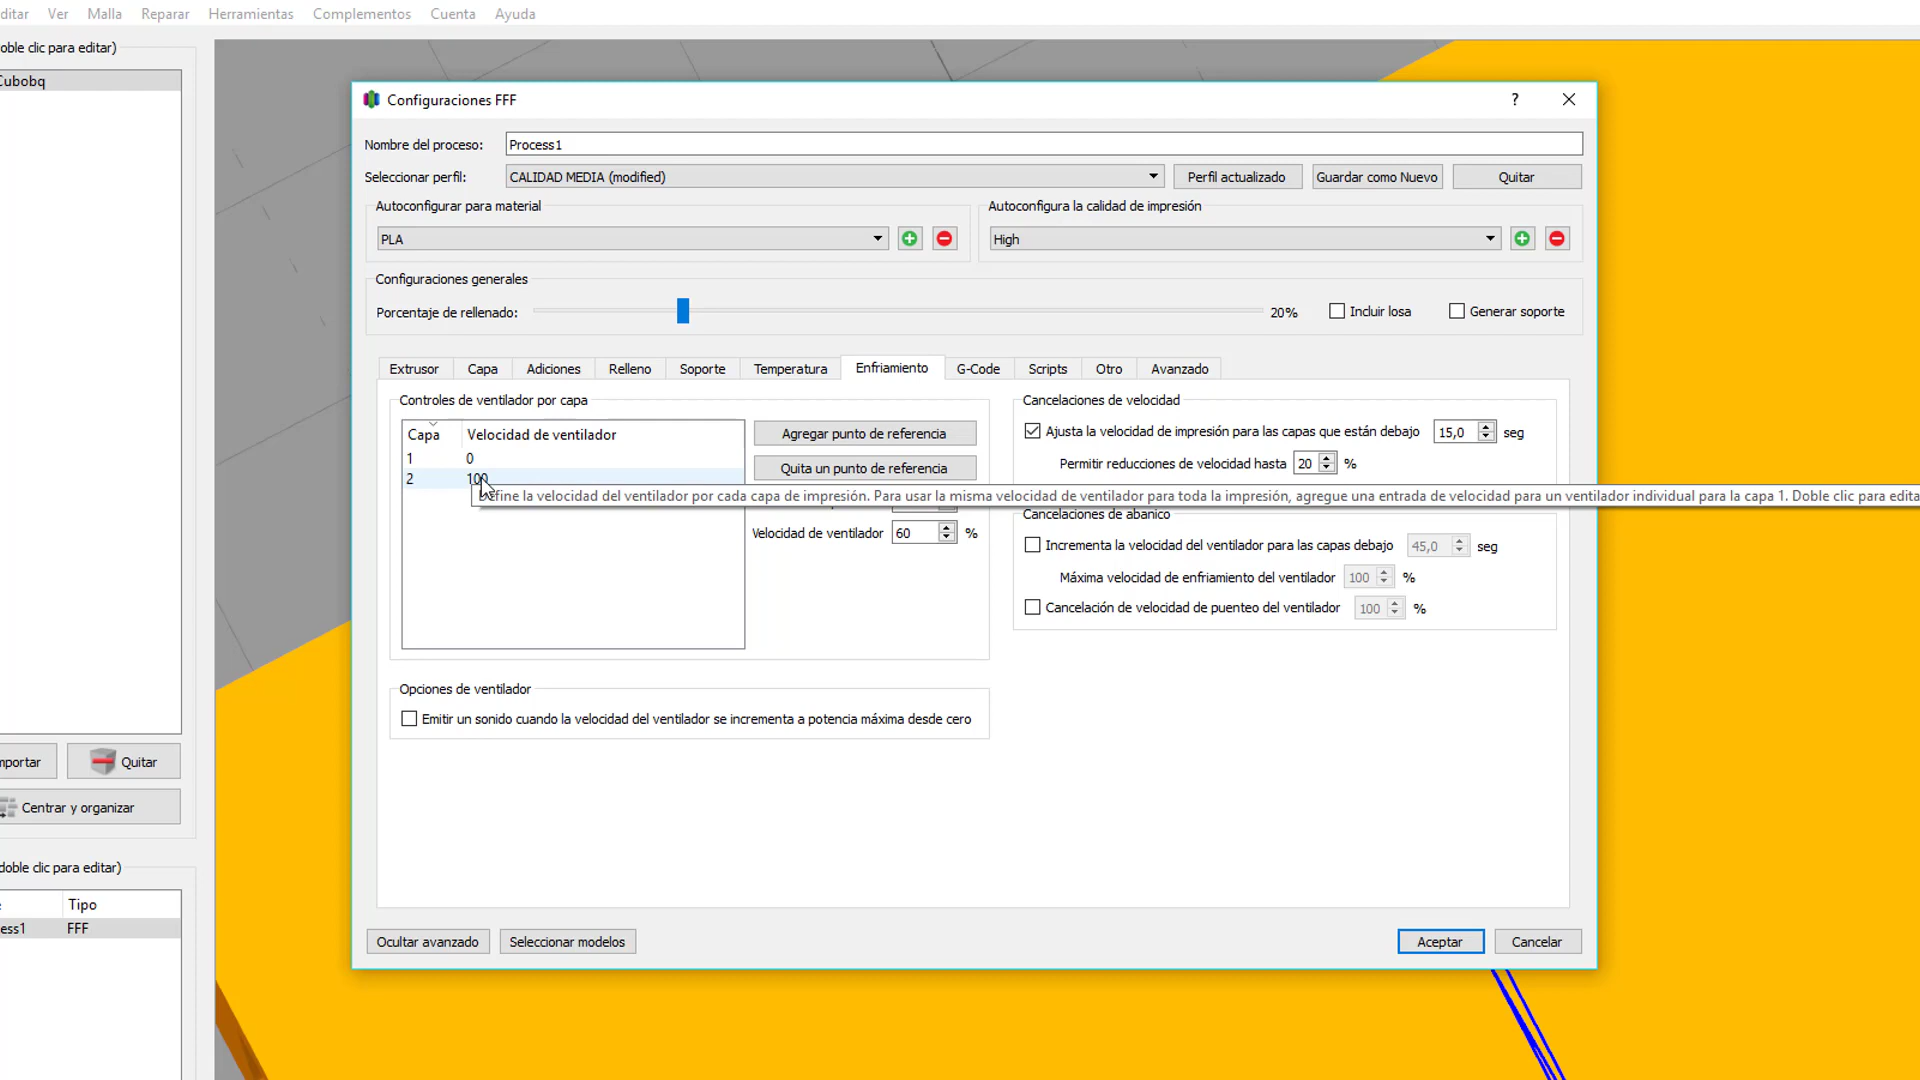 ditar Ver Malla Reparar Herramientas Complementos Cuenta Ayuda
oble clic para editar)
Cubobq
mportar
Quitar
Centrar y organizar
doble clic para editar)
Tipo
ess1 FFF
Configuraciones FFF
?
Nombre del proceso: Process1
Seleccionar perfil: CALIDAD MEDIA (modified) Perfil actualizado Guardar como Nuevo Quitar
Autoconfigurar para material
PLA
Autoconfigura la calidad de impresión
High
Configuraciones generales
Porcentaje de rellenado: 20% Incluir losa Generar soporte
Extrusor Capa Adiciones Relleno Soporte Temperatura Enfriamiento G-Code Scripts Otro Avanzado
Controles de ventilador por capa
Capa Velocidad de ventilador
1 0
2 100
Agregar punto de referencia
Quita un punto de referencia
Velocidad de ventilador 60 %
Cancelaciones de velocidad
Ajusta la velocidad de impresión para las capas que están debajo 15,0 seg
Permitir reducciones de velocidad hasta 20 %
efine la velocidad del ventilador por cada capa de impresión. Para usar la misma velocidad de ventilador para toda la impresión, agregue una entrada de velocidad para un ventilador individual para la capa 1. Doble clic para edita
Cancelaciones de abanico
Incrementa la velocidad del ventilador para las capas debajo 45,0 seg
Máxima velocidad de enfriamiento del ventilador 100 %
Cancelación de velocidad de puenteo del ventilador 100 %
Opciones de ventilador
Emitir un sonido cuando la velocidad del ventilador se incrementa a potencia máxima desde cero
Ocultar avanzado Seleccionar modelos Aceptar Cancelar